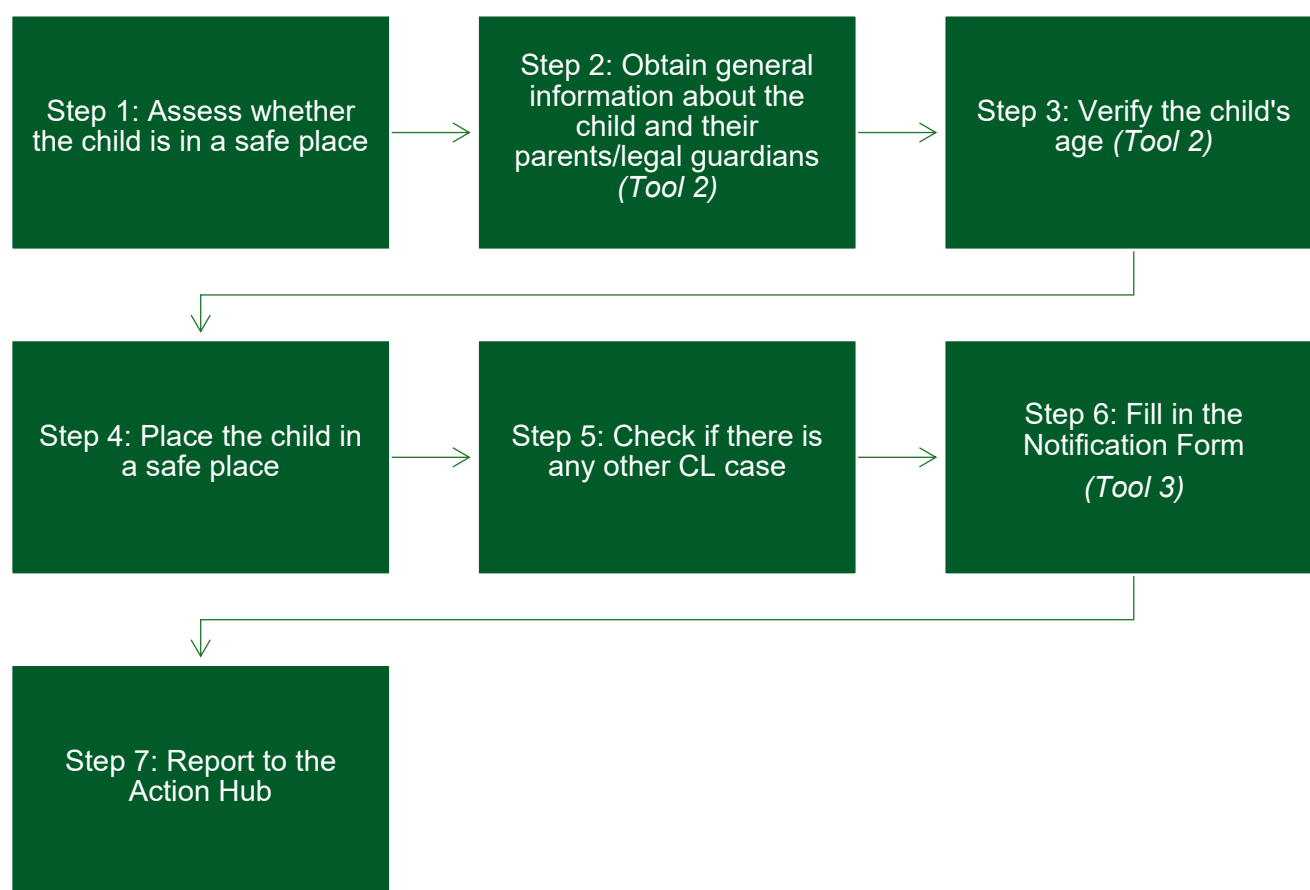 Step 1: Assess whether
the child is in a safe place
Step 2: Obtain general
information about the
child and their
parents/legal guardians
(Tool 2)
Step 3: Verify the child's
age (Tool 2)
Step 4: Place the child in
a safe place
Step 5: Check if there is
any other CL case
Step 6: Fill in the
Notification Form
(Tool 3)
Step 7: Report to the
Action Hub